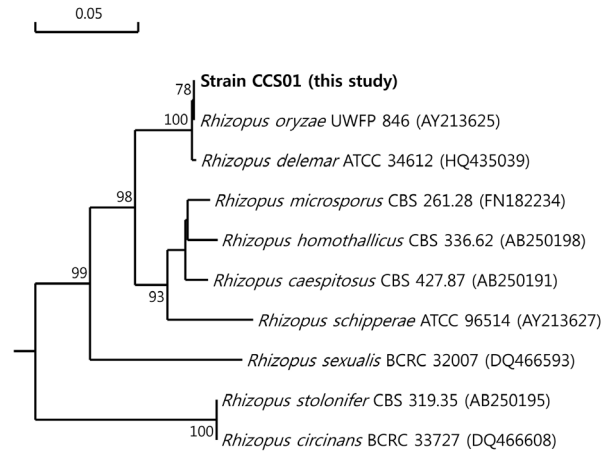 0.05
78
Strain CCS01 (this study)
100
Rhizopus oryzae UWFP 846 (AY213625)
Rhizopus delemar ATCC 34612 (HQ435039)
98
Rhizopus microsporus CBS 261.28 (FN182234)
Rhizopus homothallicus CBS 336.62 (AB250198)
99
Rhizopus caespitosus CBS 427.87 (AB250191)
93
Rhizopus schipperae ATCC 96514 (AY213627)
Rhizopus sexualis BCRC 32007 (DQ466593)
Rhizopus stolonifer CBS 319.35 (AB250195)
100
Rhizopus circinans BCRC 33727 (DQ466608)